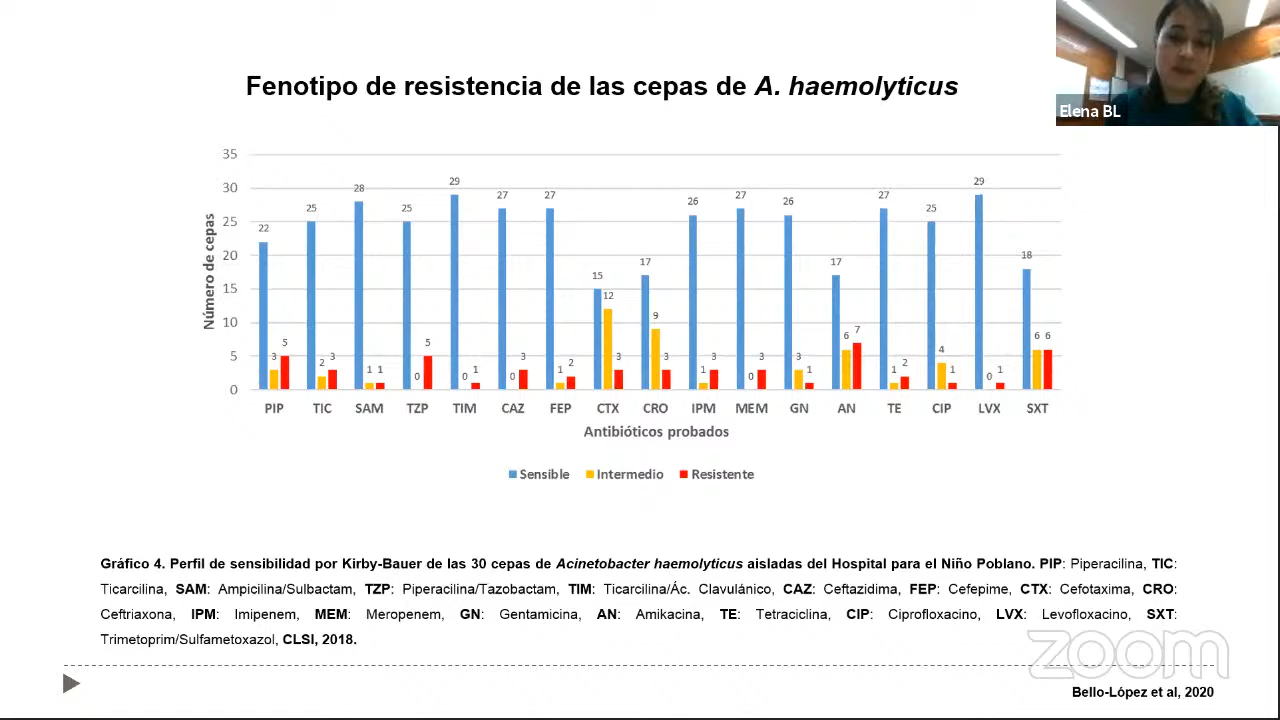 Elena BL
Fenotipo de resistencia de las cepas de A. haemolyticus
Número de cepas
35
30
25
20
15
10
5
0
22 3 5
25 2 3
28 1 1
25 0 5
29 0 1
27 0 3
27 1 2
15 12 3
17 9 3
26 1 3
27 0 3
26 3 1
17 6 7
27 1 2
25 4 1
29 0 1
18 6 6
PIP TIC SAM TZP TIM CAZ FEP CTX CRO IPM MEM GN AN TE CIP LVX SXT
Antibióticos probados
Sensible Intermedio Resistente
Gráfico 4. Perfil de sensibilidad por Kirby-Bauer de las 30 cepas de Acinetobacter haemolyticus aisladas del Hospital para el Niño Poblano. PIP: Piperacilina, TIC:
Ticarcilina, SAM: Ampicilina/Sulbactam, TZP: Piperacilina/Tazobactam, TIM: Ticarcilina/Ác. Clavulánico, CAZ: Ceftazidima, FEP: Cefepime, CTX: Cefotaxima, CRO:
Ceftriaxona, IPM: Imipenem, MEM: Meropenem, GN: Gentamicina, AN: Amikacina, TE: Tetraciclina, CIP: Ciprofloxacino, LVX: Levofloxacino, SXT:
Trimetoprim/Sulfametoxazol, CLSI, 2018.
zoom
Bello-López et al, 2020